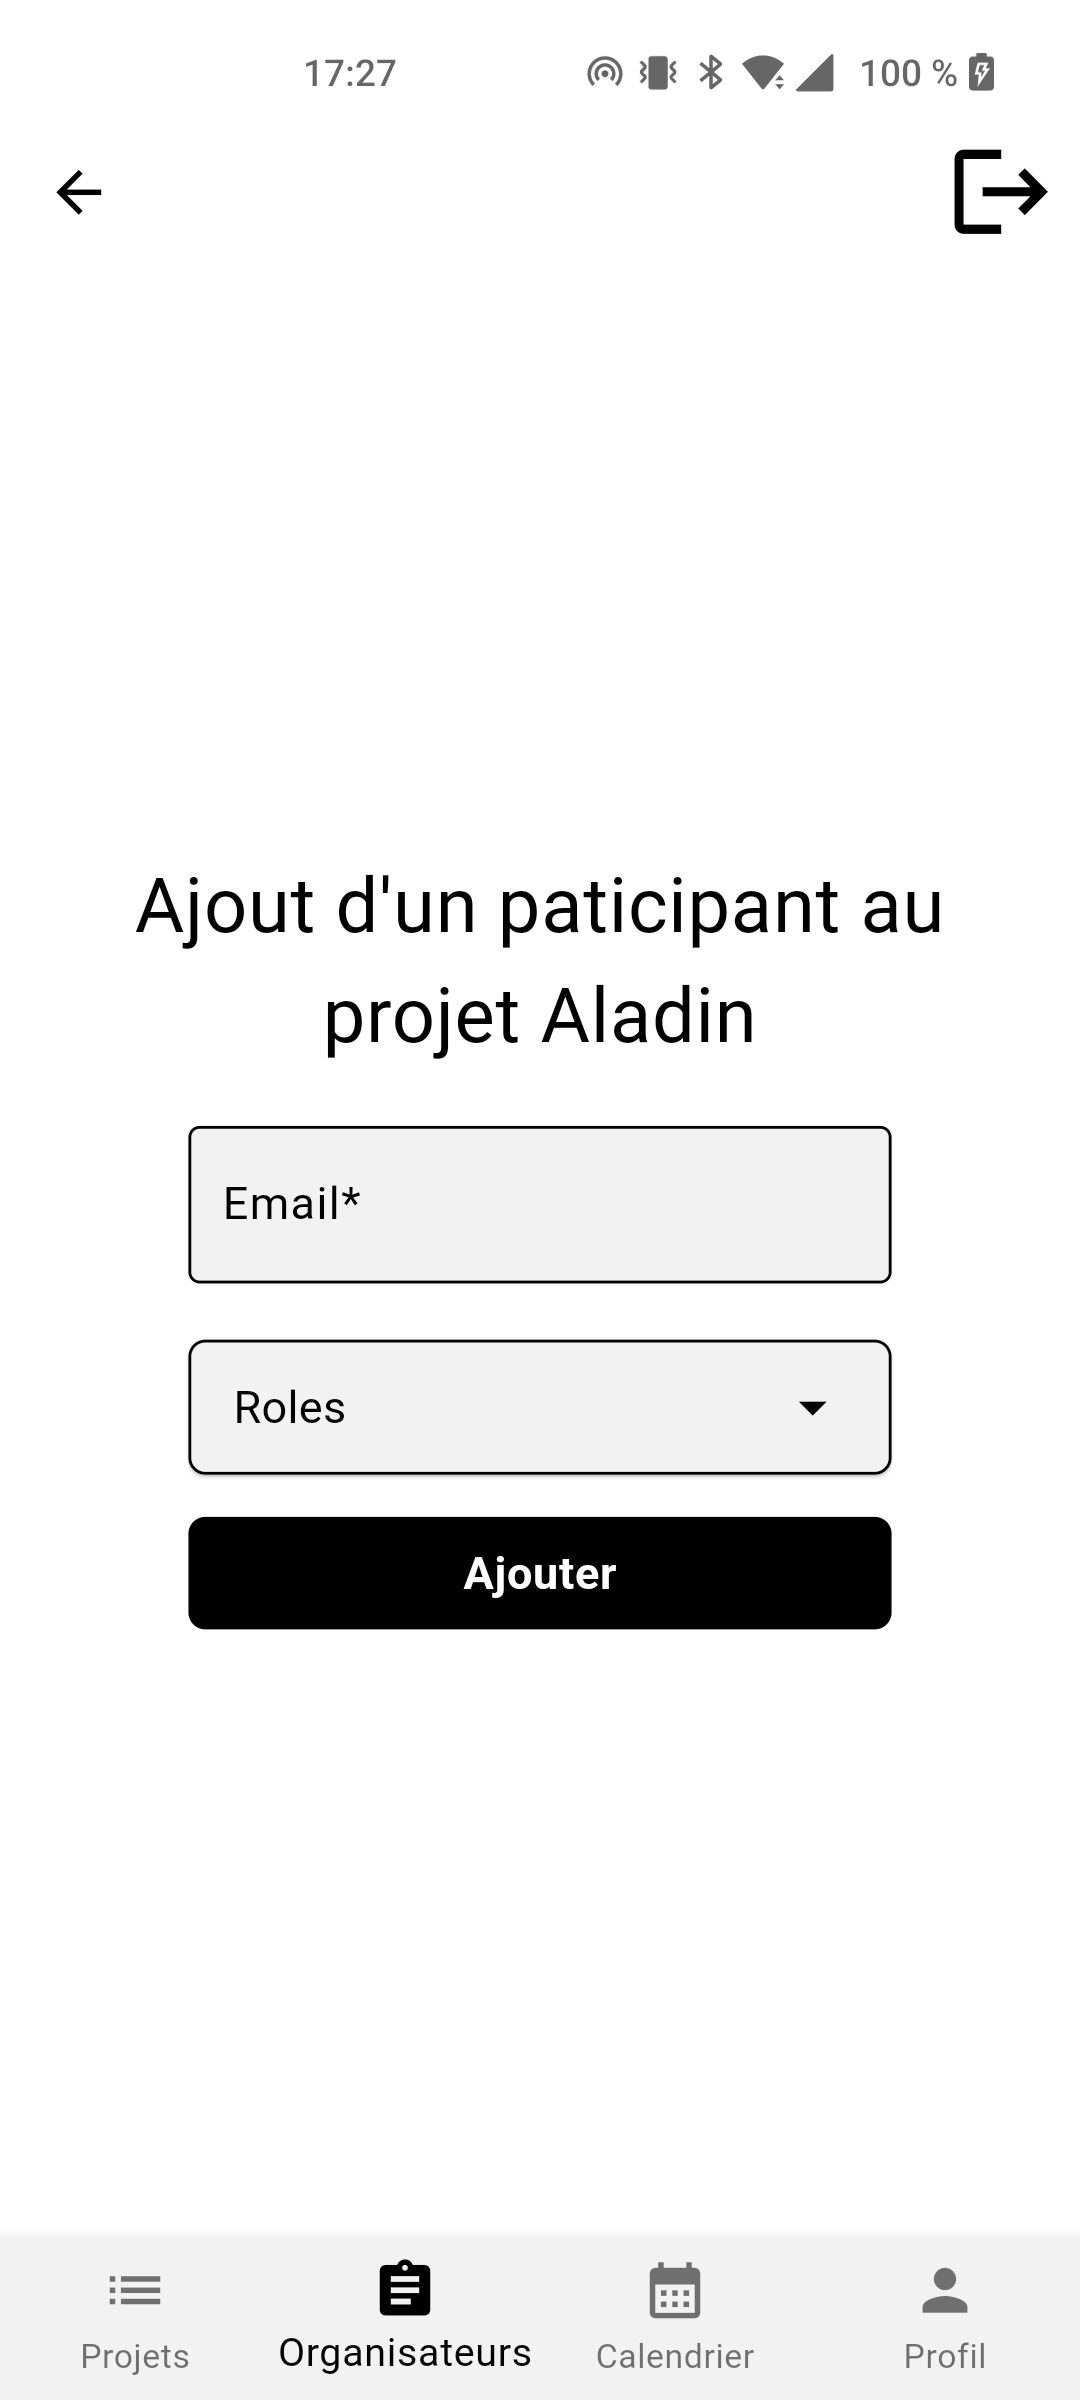 17:27 100 %
Ajout d'un paticipant au
projet Aladin
Email*
Roles
Ajouter
Projets Organisateurs Calendrier Profil